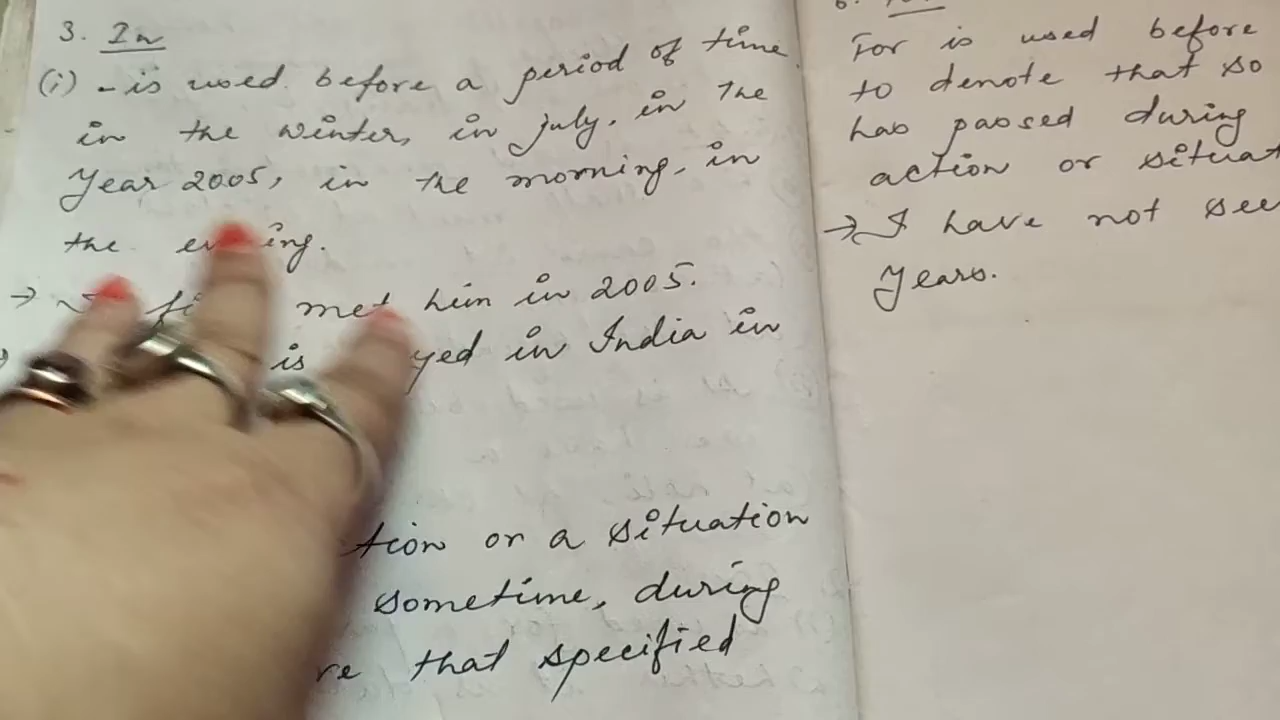 3. In
(i) - is used before a period of time
in the winter, in july, in the
Year 2005, in the morning, in
the ing.
→ met him in 2005.
is yed in India in
tion or a situation
sometime, during
re that specified
For is used before
to denote that so
has passed during
action or situat
→ I have not see
Years.